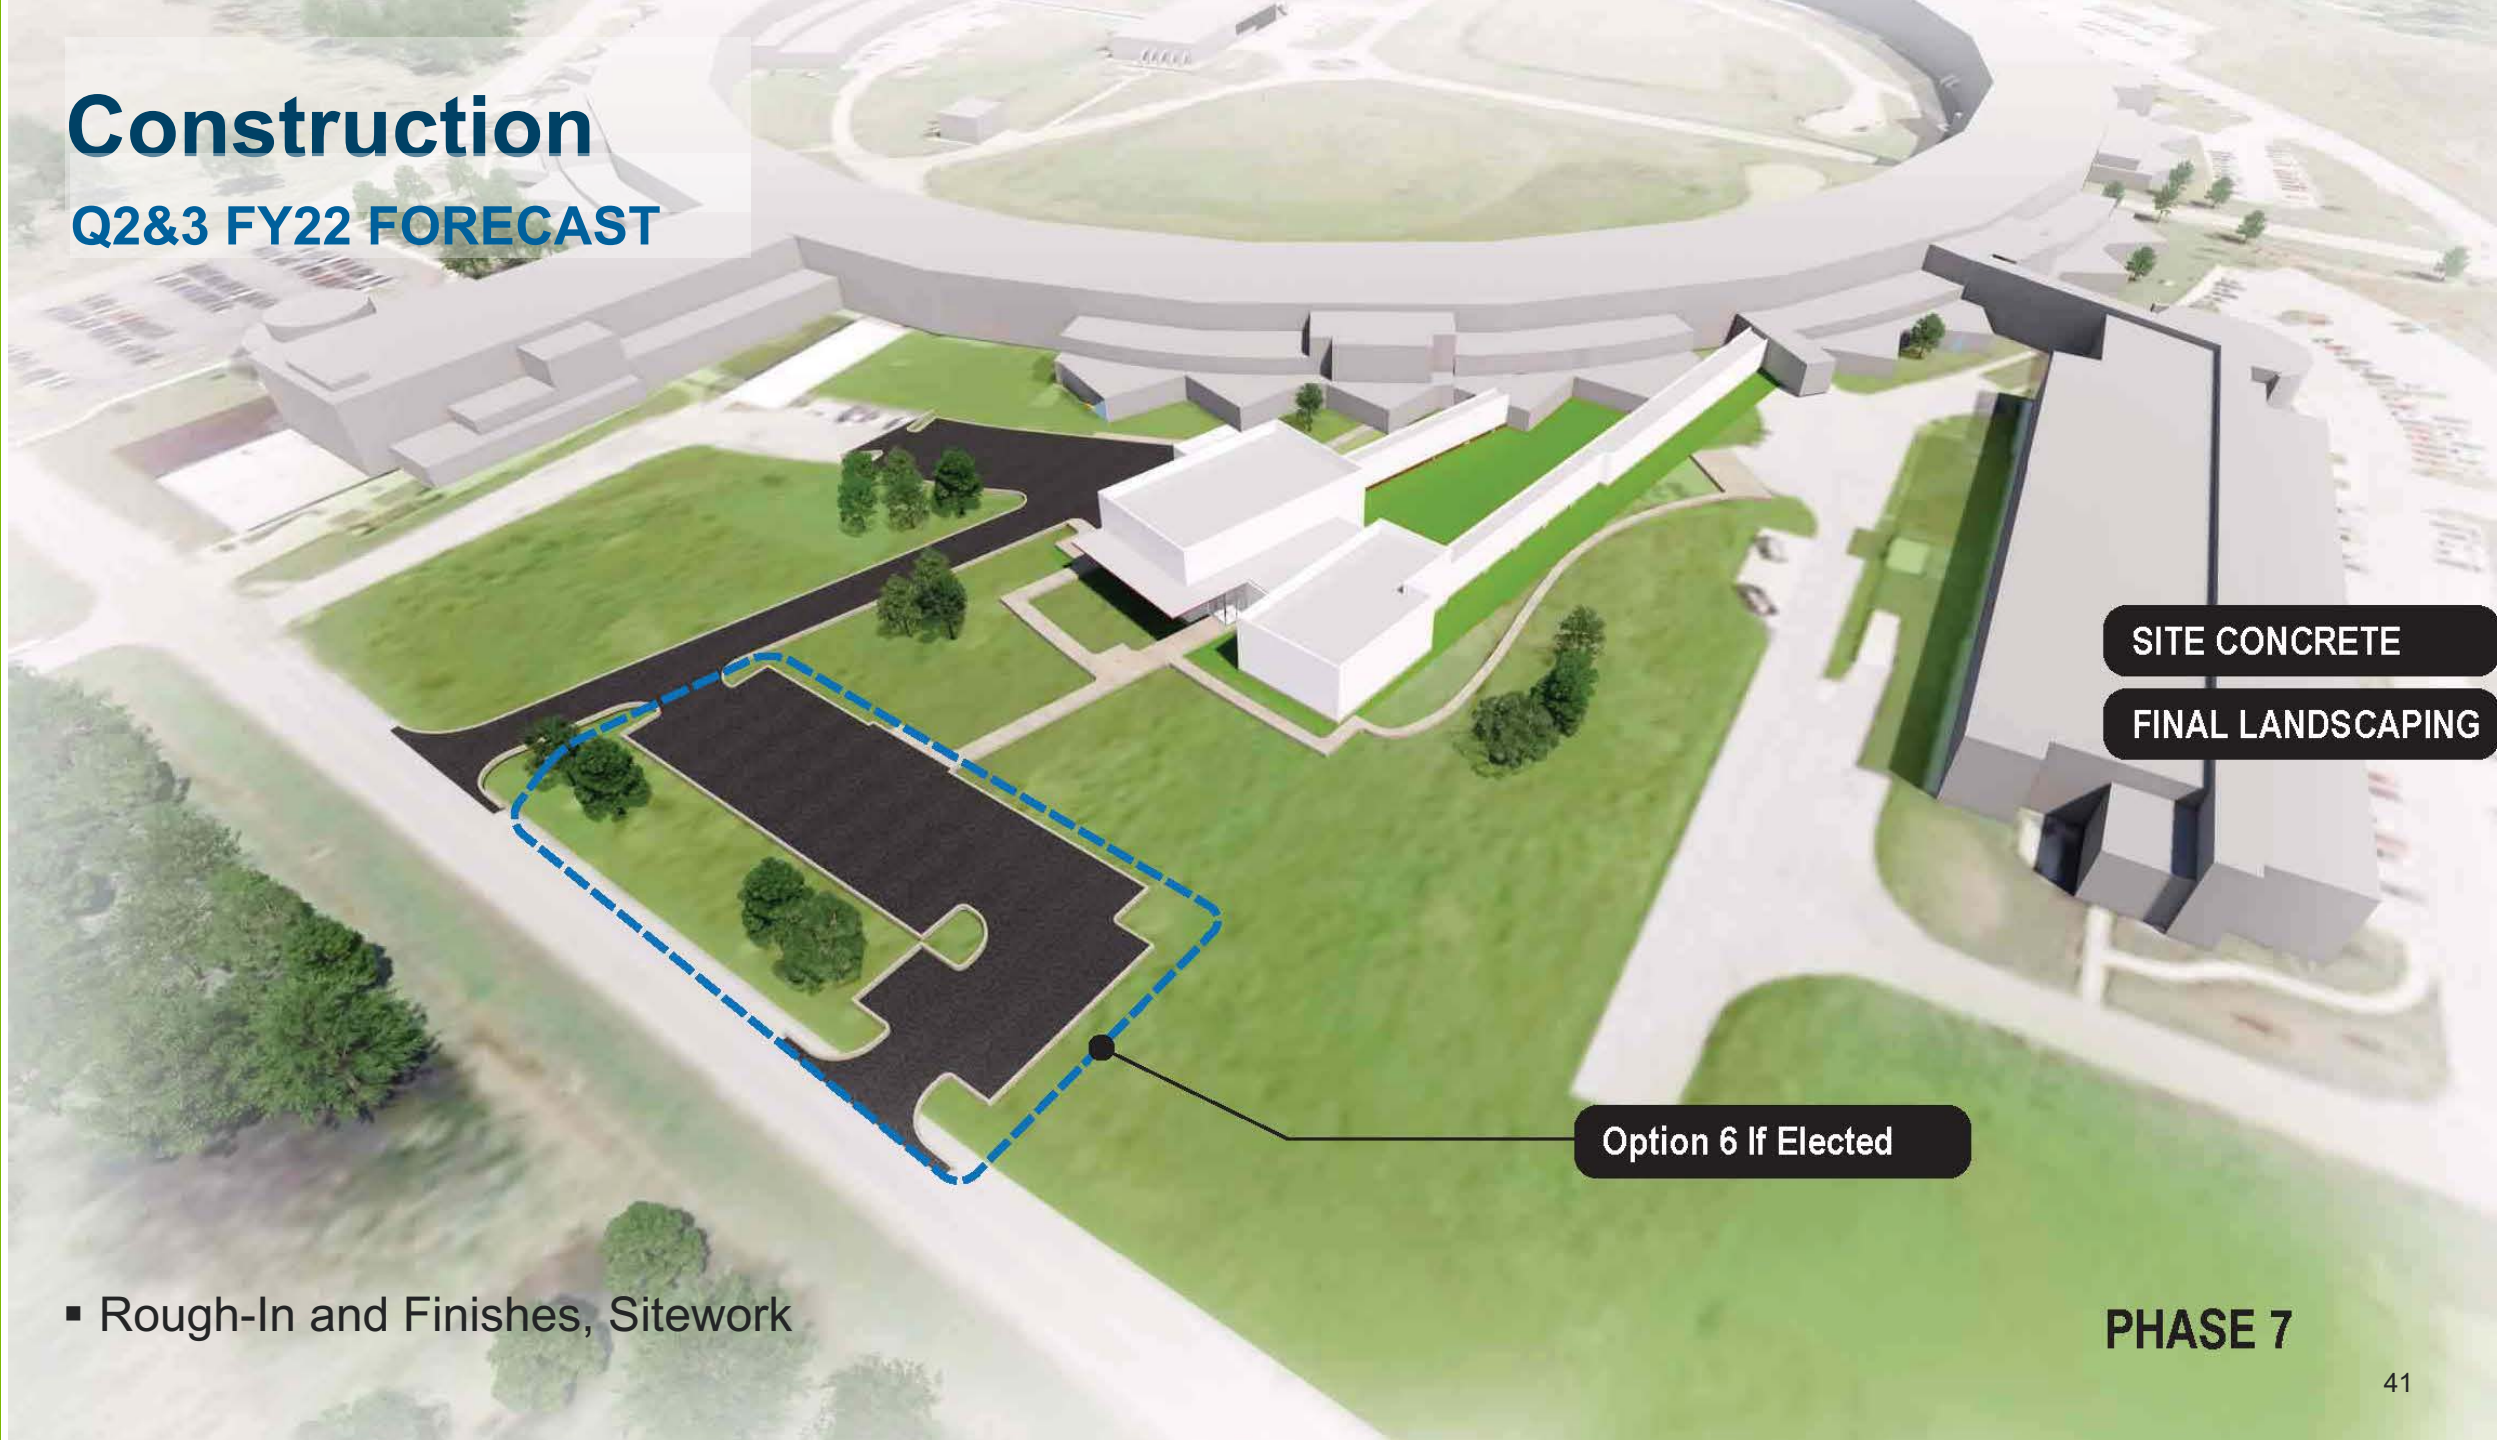 Construction
Q2&3 FY22 FORECAST
SITE CONCRETE
FINAL LANDSCAPING
Option 6 If Elected
▪ Rough-In and Finishes, Sitework
PHASE 7
41